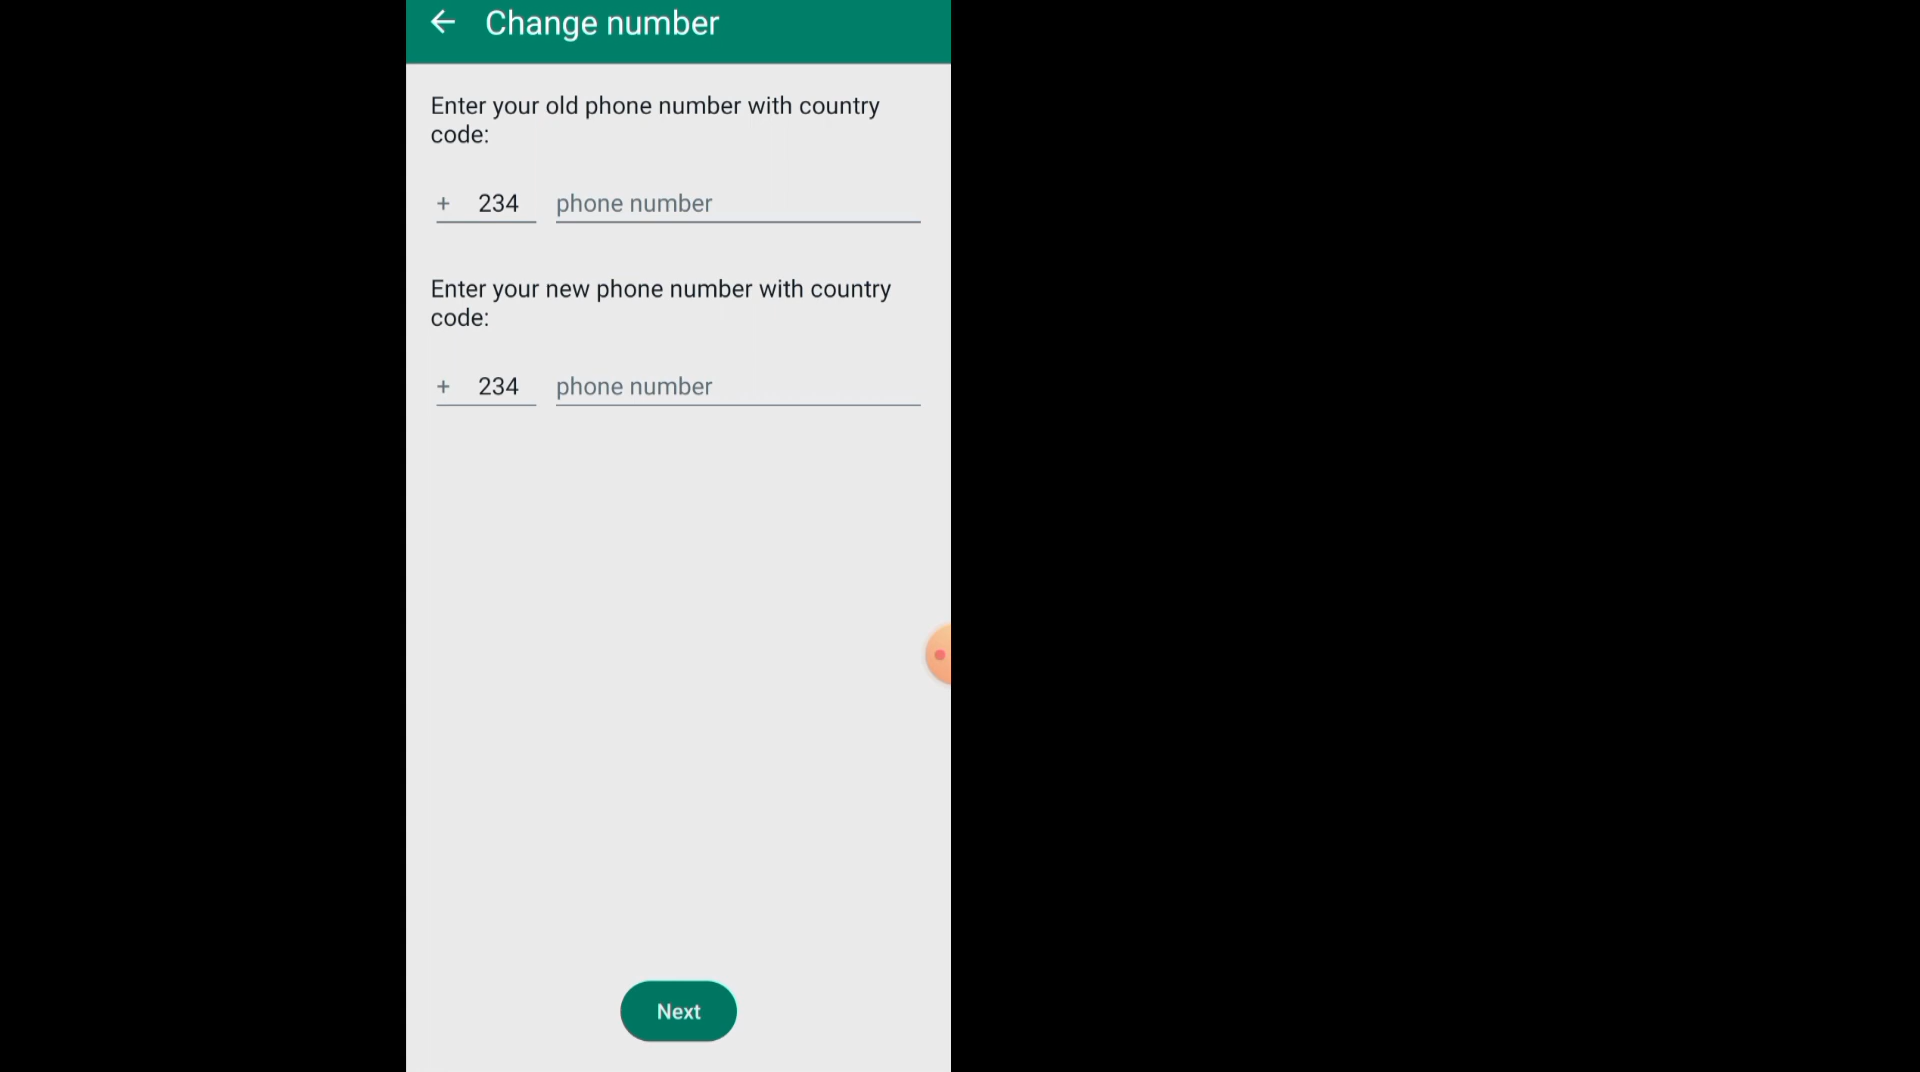 Change number
Enter your old phone number with country
code:
+ 234 phone number
Enter your new phone number with country
code:
+ 234 phone number
Next